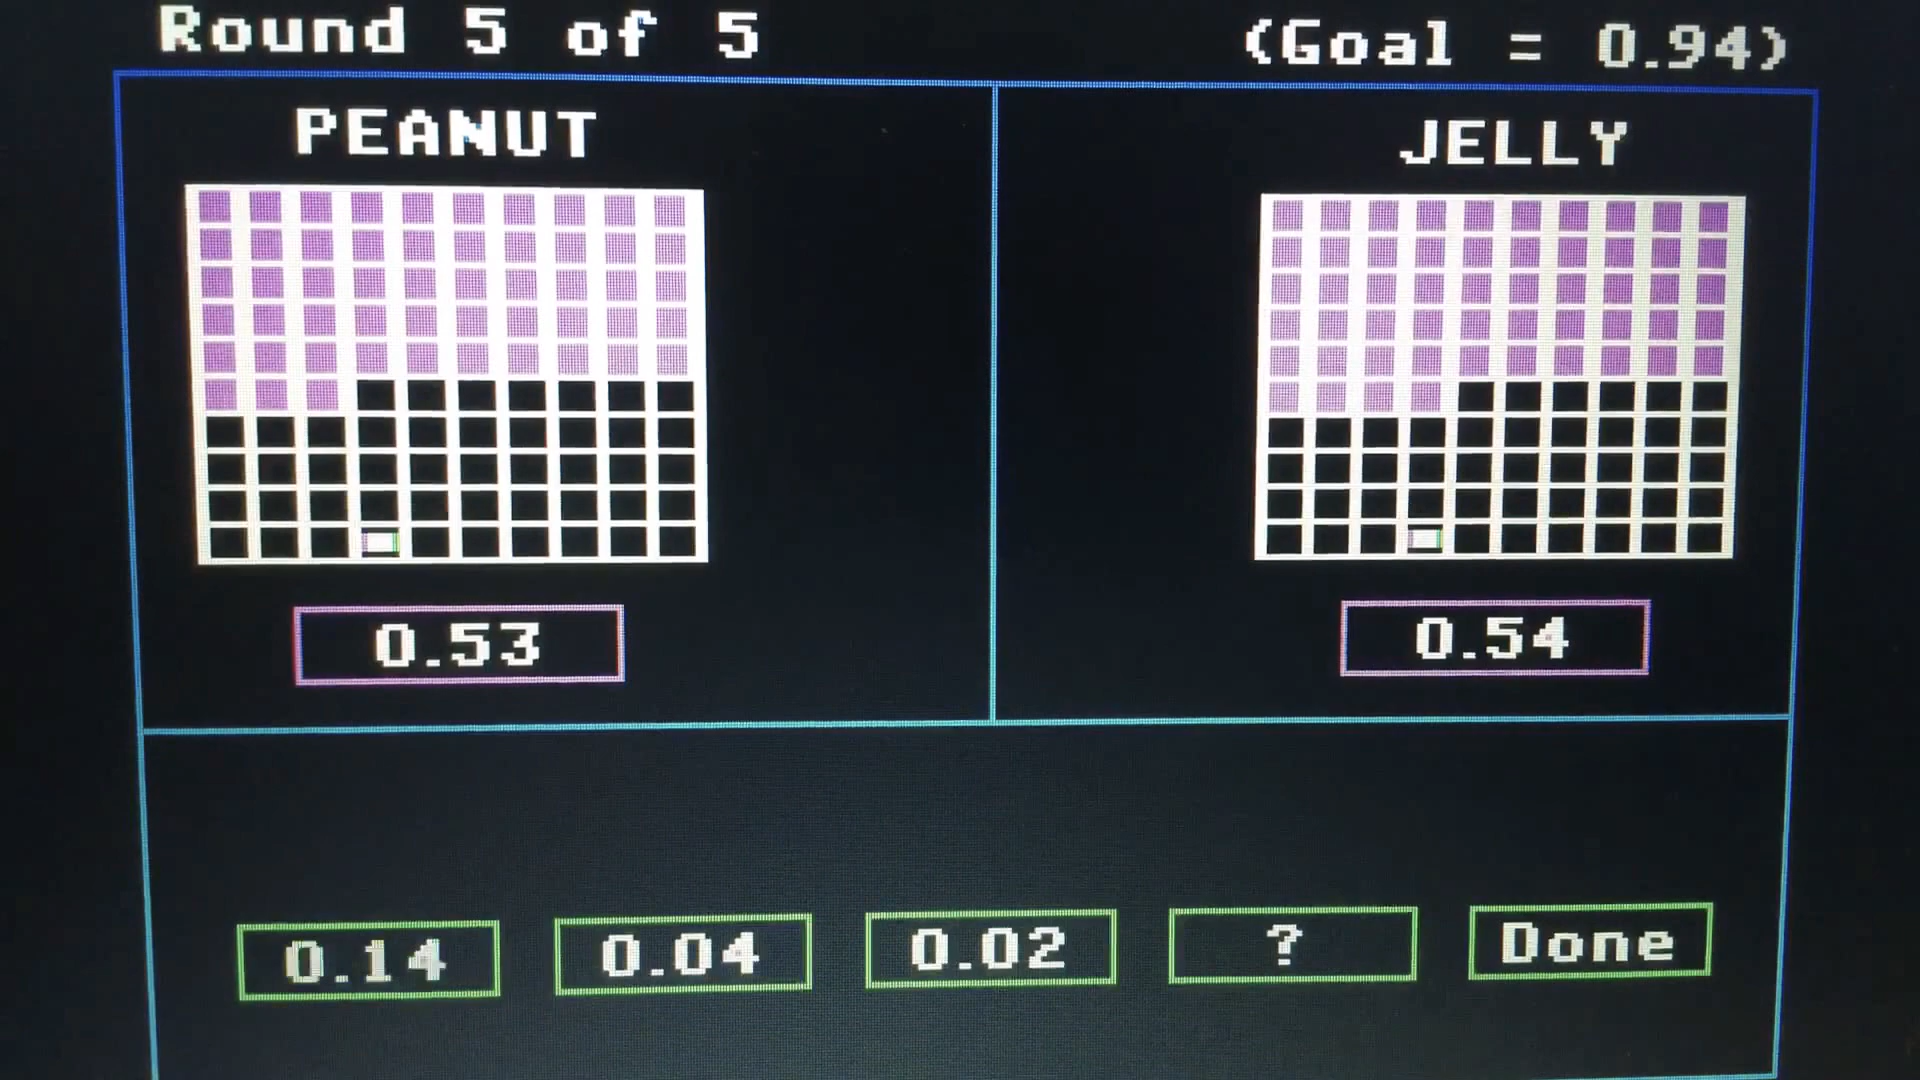 Round 5 of 5
(Goal = 0.94)
PEANUT
JELLY
0.53
0.54
0.14
0.04
0.02
?
Done